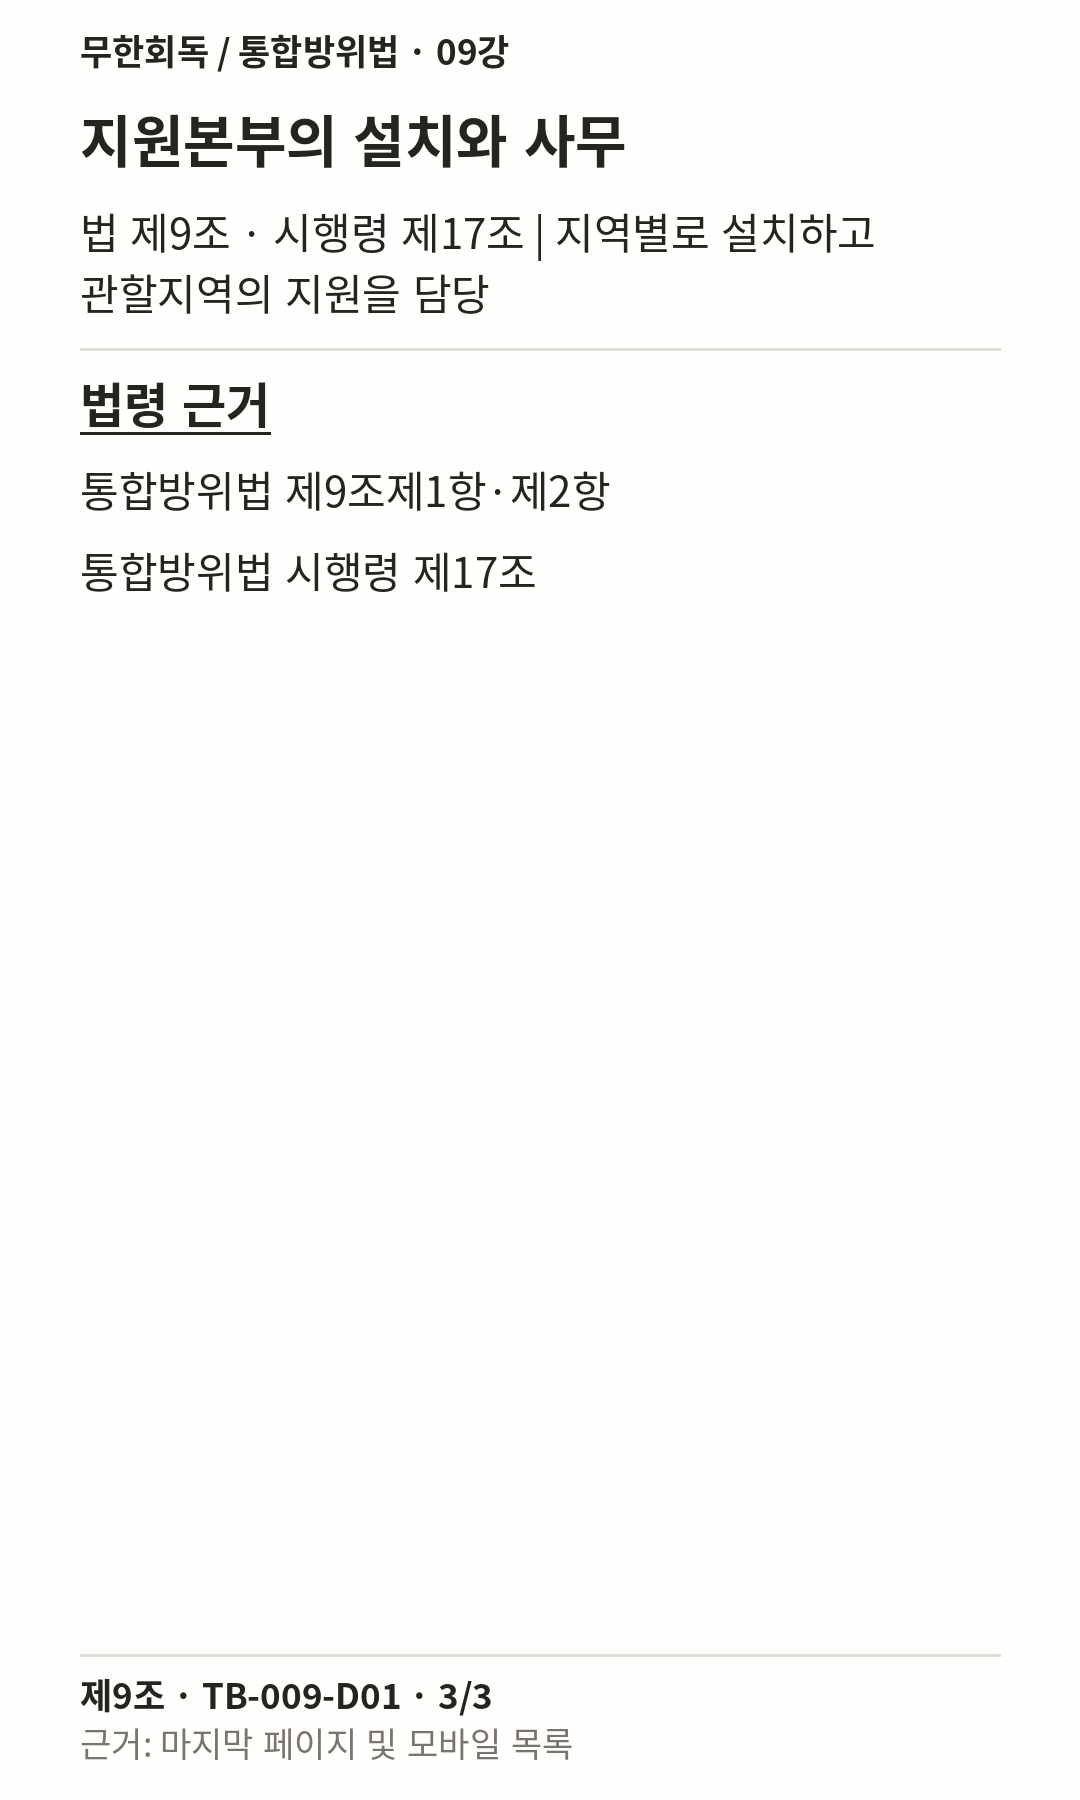 무한회독 / 통합방위법 · 09강
지원본부의 설치와 사무
법 제9조 · 시행령 제17조 | 지역별로 설치하고
관할지역의 지원을 담당
법령 근거
통합방위법 제9조제1항·제2항
통합방위법 시행령 제17조
제9조 · TB-009-D01 · 3/3
근거: 마지막 페이지 및 모바일 목록